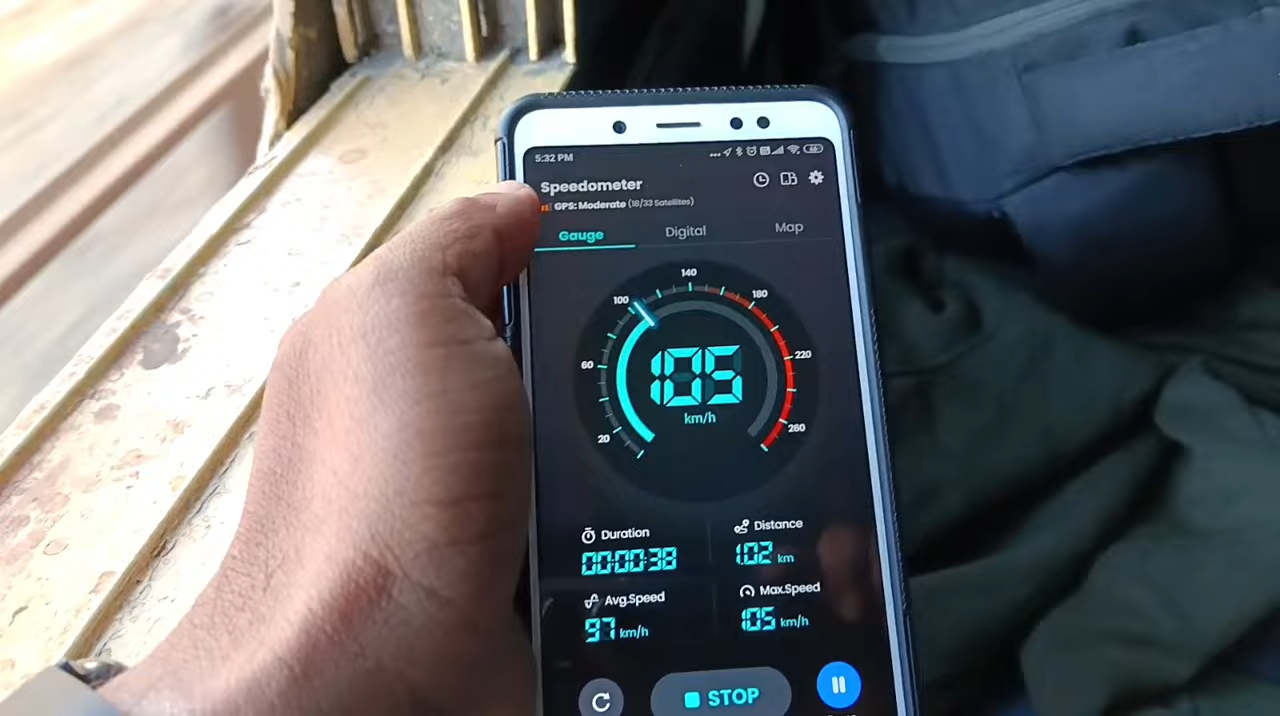 5:32 PM
Speedometer
GPS: Moderate (18/33 Satellites)
Gauge Digital Map
140
100 180
60 220
20 260
105
km/h
Duration Distance
00:00:38 1.02 km
Avg.Speed Max.Speed
97 km/h 105 km/h
STOP